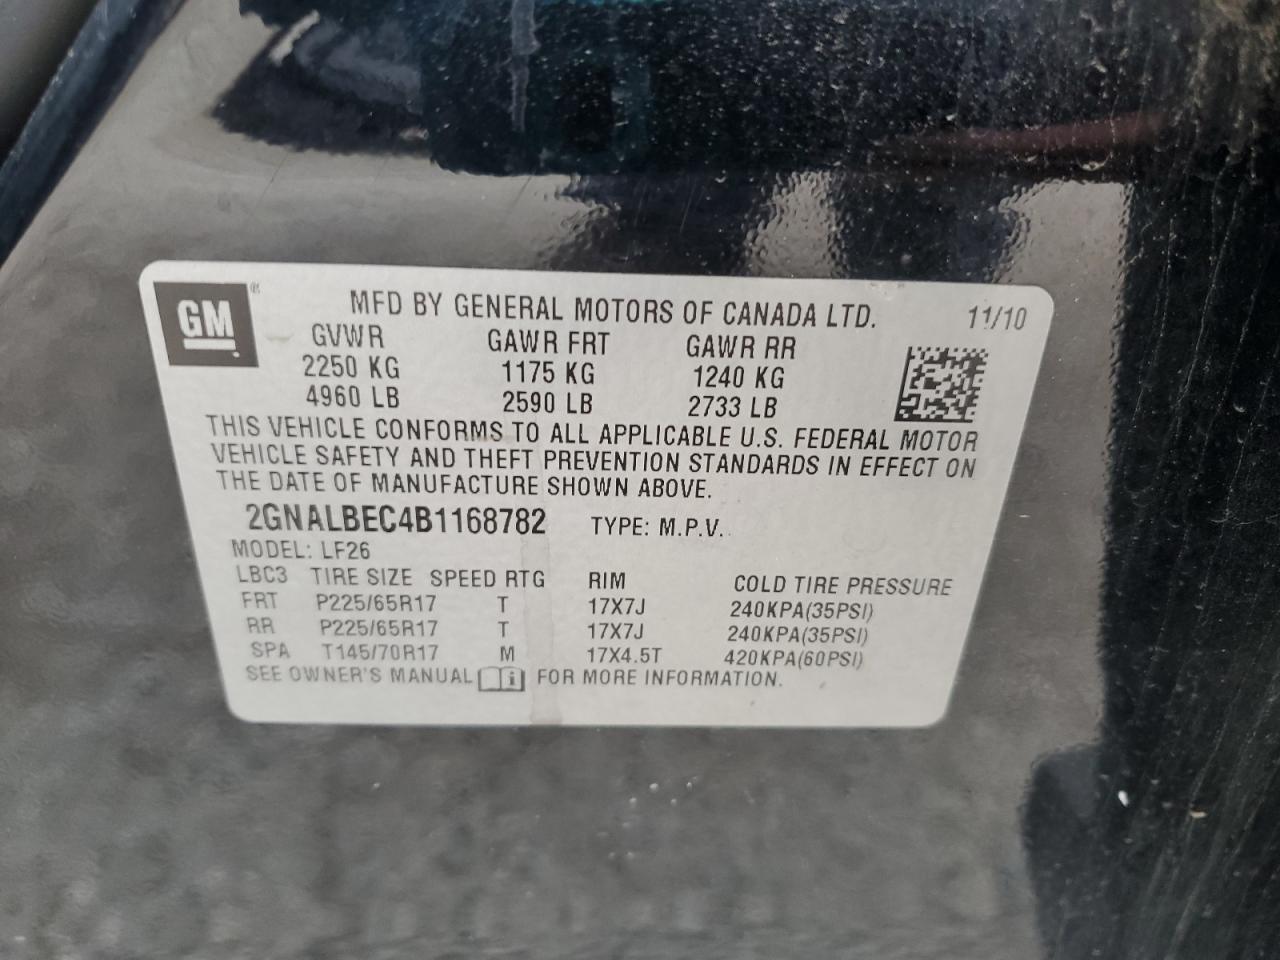 GM®
MFD BY GENERAL MOTORS OF CANADA LTD. 11/10
GVWR GAWR FRT GAWR RR
2250 KG 1175 KG 1240 KG
4960 LB 2590 LB 2733 LB
THIS VEHICLE CONFORMS TO ALL APPLICABLE U.S. FEDERAL MOTOR
VEHICLE SAFETY AND THEFT PREVENTION STANDARDS IN EFFECT ON
THE DATE OF MANUFACTURE SHOWN ABOVE.
2GNALBEC4B1168782 TYPE: M.P.V.
MODEL: LF26
LBC3 TIRE SIZE SPEED RTG RIM COLD TIRE PRESSURE
FRT P225/65R17 T 17X7J 240KPA(35PSI)
RR P225/65R17 T 17X7J 240KPA(35PSI)
SPA T145/70R17 M 17X4.5T 420KPA(60PSI)
SEE OWNER'S MANUAL i FOR MORE INFORMATION.